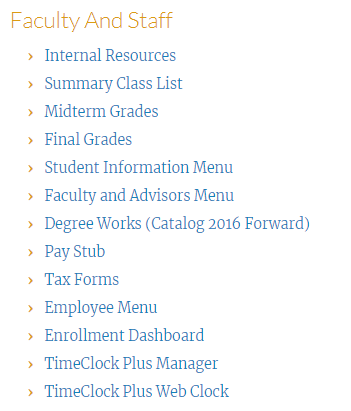 Faculty And Staff
Internal Resources
Summary Class List
Midterm Grades
Final Grades
Student Information Menu
Faculty and Advisors Menu
Degree Works (Catalog 2016 Forward)
Pay Stub
Tax Forms
Employee Menu
Enrollment Dashboard
TimeClock Plus Manager
TimeClock Plus Web Clock